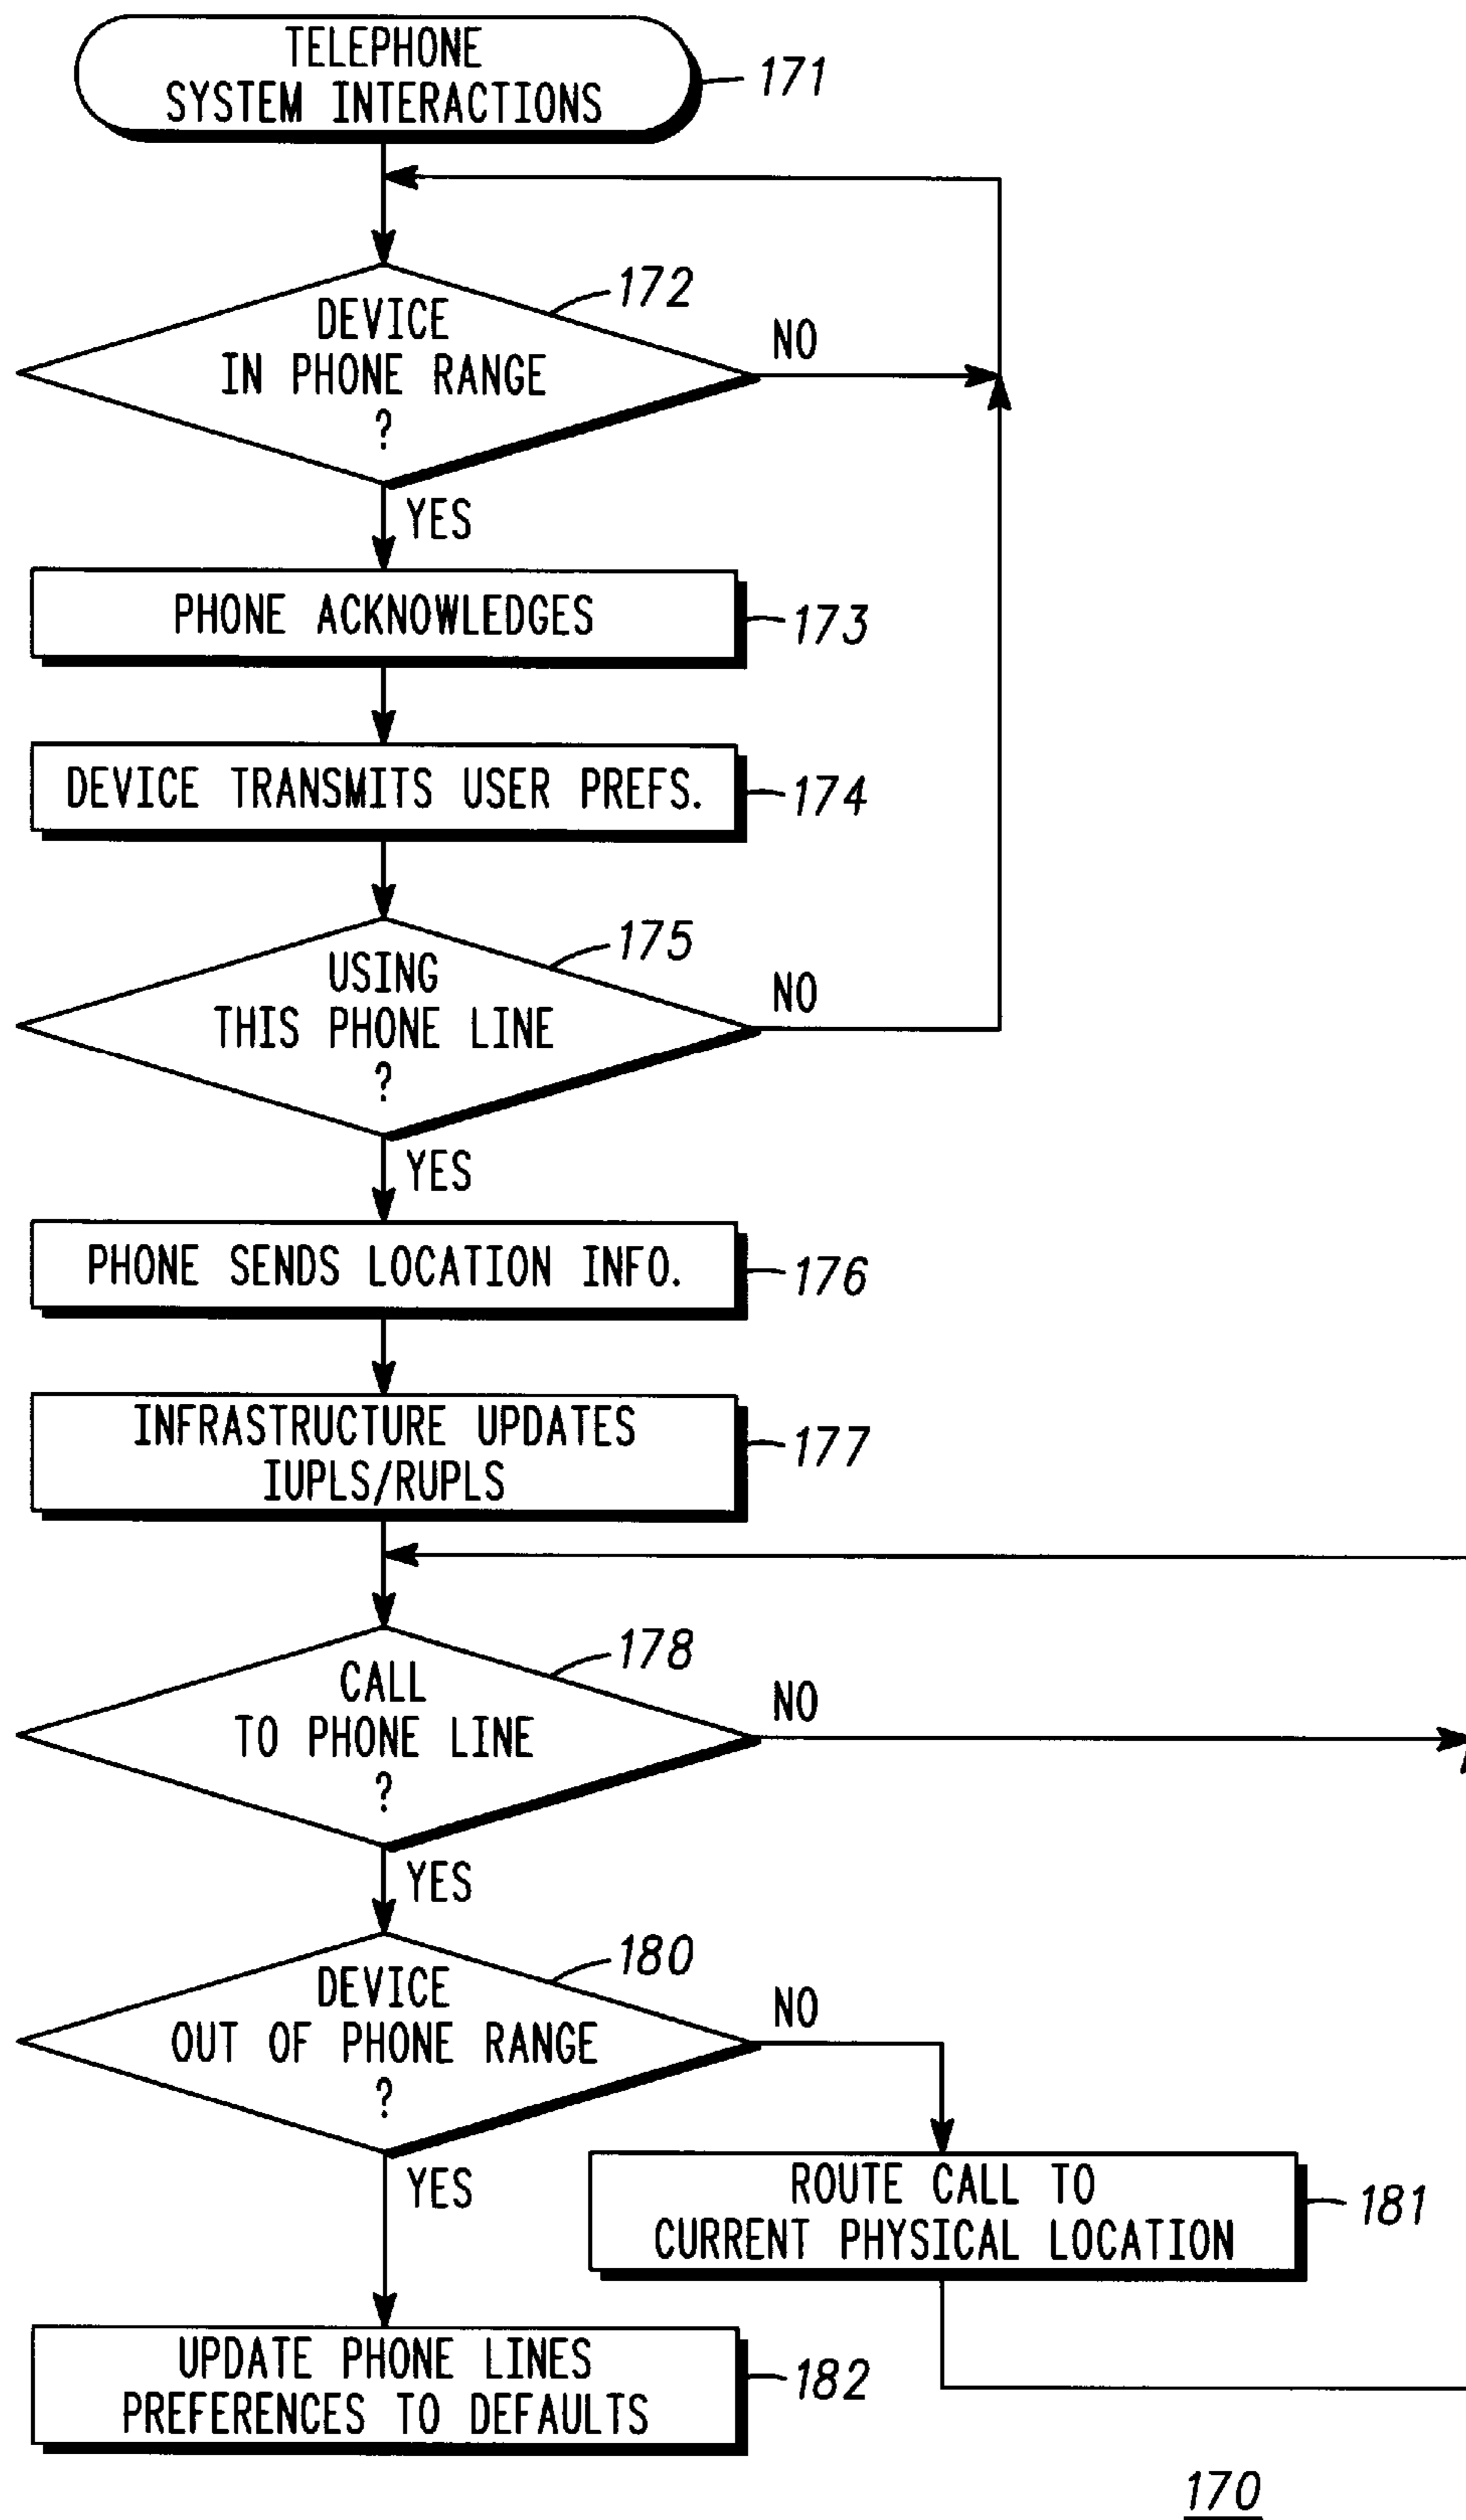 TELEPHONE
SYSTEM INTERACTIONS
171
DEVICE
IN PHONE RANGE
?
172
NO
YES
PHONE ACKNOWLEDGES
173
DEVICE TRANSMITS USER PREFS.
174
USING
THIS PHONE LINE
?
175
NO
YES
PHONE SENDS LOCATION INFO.
176
INFRASTRUCTURE UPDATES
IUPLS/RUPLS
177
CALL
TO PHONE LINE
?
178
NO
YES
DEVICE
OUT OF PHONE RANGE
?
180
NO
YES
ROUTE CALL TO
CURRENT PHYSICAL LOCATION
181
UPDATE PHONE LINES
PREFERENCES TO DEFAULTS
182
170